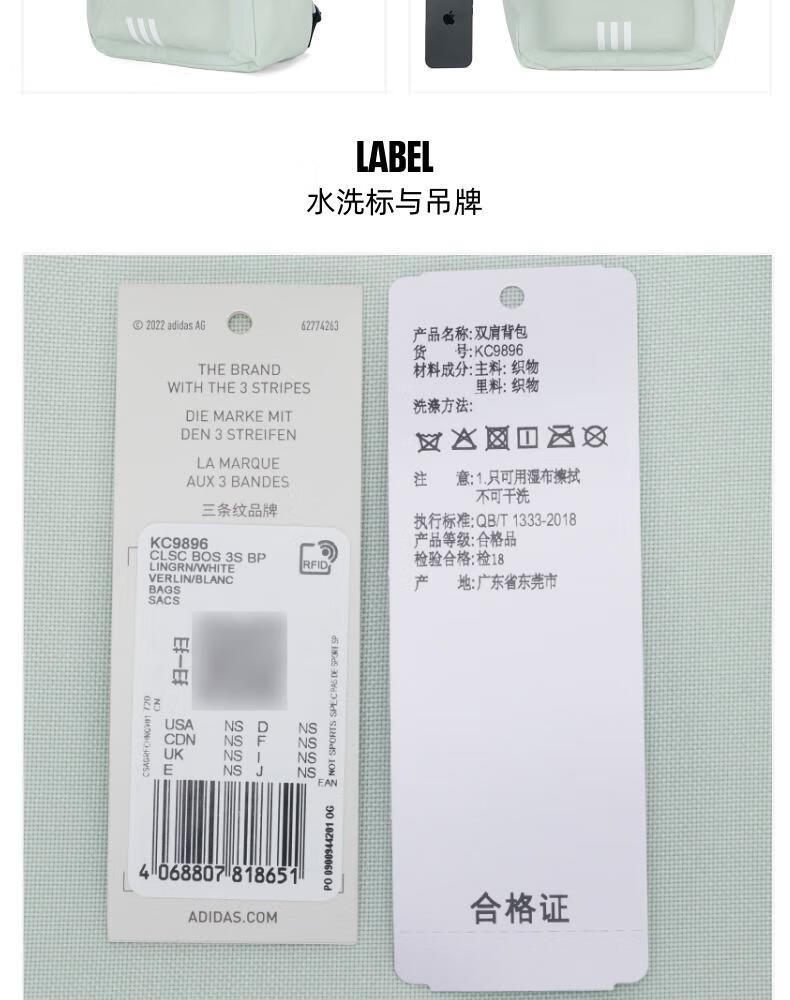 LABEL
水洗标与吊牌
© 2022 adidas AG
62774263
THE BRAND
WITH THE 3 STRIPES
DIE MARKE MIT
DEN 3 STREIFEN
LA MARQUE
AUX 3 BANDES
三条纹品牌
KC9896
CLSC BOS 3S BP
LINGRN/WHITE
VERLIN/BLANC
BAGS
SACS
RFID
CN
NOT SPORTS SPEC PAS DE SPORT SP
USA NS D NS
CDN NS F NS
UK NS I NS
E NS J NS
EAN
PO 0900944201 OG
4 068807 818651
ADIDAS.COM
产品名称:双肩背包
货 号:KC9896
材料成分:主料: 织物
里料: 织物
洗涤方法:
注 意:1.只可用湿布擦拭
不可干洗
执行标准:QB/T 1333-2018
产品等级:合格品
检验合格:检18
产 地:广东省东莞市
合格证